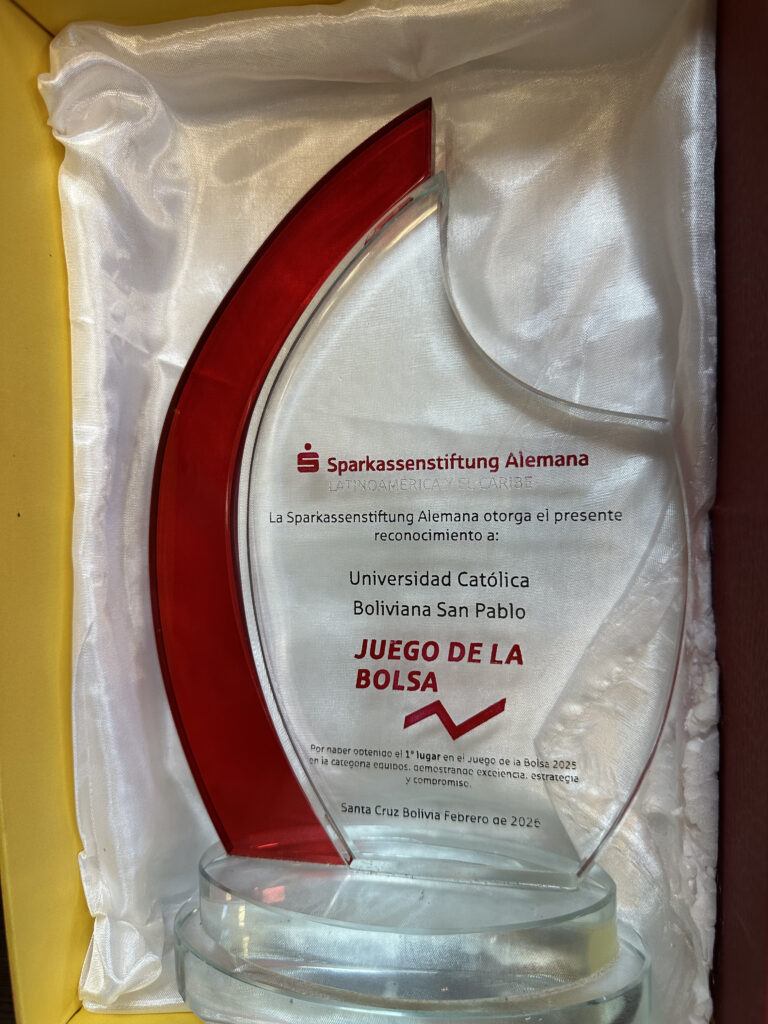 Sparkassenstiftung Alemana
LATINOAMÉRICA Y EL CARIBE
La Sparkassenstiftung Alemana otorga el presente
reconocimiento a:
Universidad Católica
Boliviana San Pablo
JUEGO DE LA
BOLSA
Por haber obtenido el 1° lugar en el Juego de la Bolsa 2025
en la categoría equipos, demostrando excelencia, estrategia
y compromiso.
Santa Cruz Bolivia Febrero de 2026